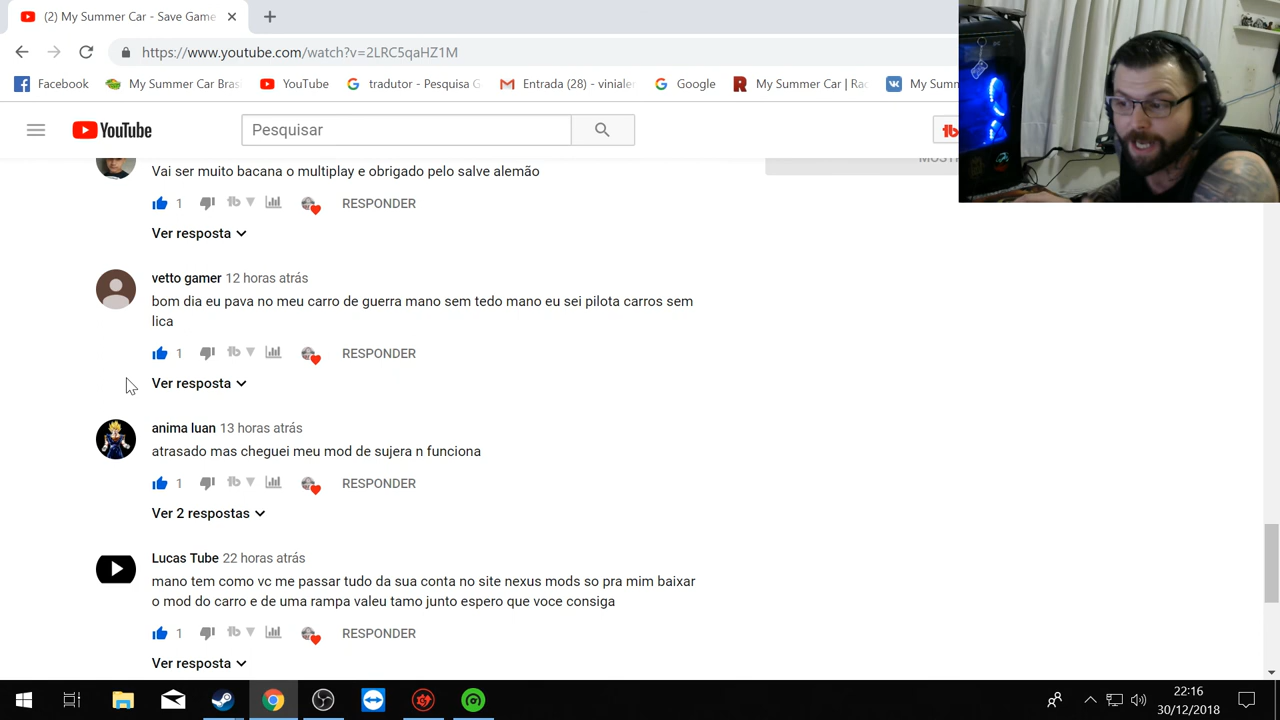 (2) My Summer Car - Save Game
https://www.youtube.com/watch?v=2LRC5qaHZ1M
Facebook My Summer Car Bras YouTube tradutor - Pesquisa G Entrada (28) - vinialer Google My Summer Car | Rac My Summ
YouTube
Pesquisar
Vai ser muito bacana o multiplay e obrigado pelo salve alemão
1 RESPONDER
Ver resposta
vetto gamer 12 horas atrás
bom dia eu pava no meu carro de guerra mano sem tedo mano eu sei pilota carros sem
lica
1 RESPONDER
Ver resposta
anima luan 13 horas atrás
atrasado mas cheguei meu mod de sujera n funciona
1 RESPONDER
Ver 2 respostas
Lucas Tube 22 horas atrás
mano tem como vc me passar tudo da sua conta no site nexus mods so pra mim baixar
o mod do carro e de uma rampa valeu tamo junto espero que voce consiga
1 RESPONDER
Ver resposta
22:16
30/12/2018